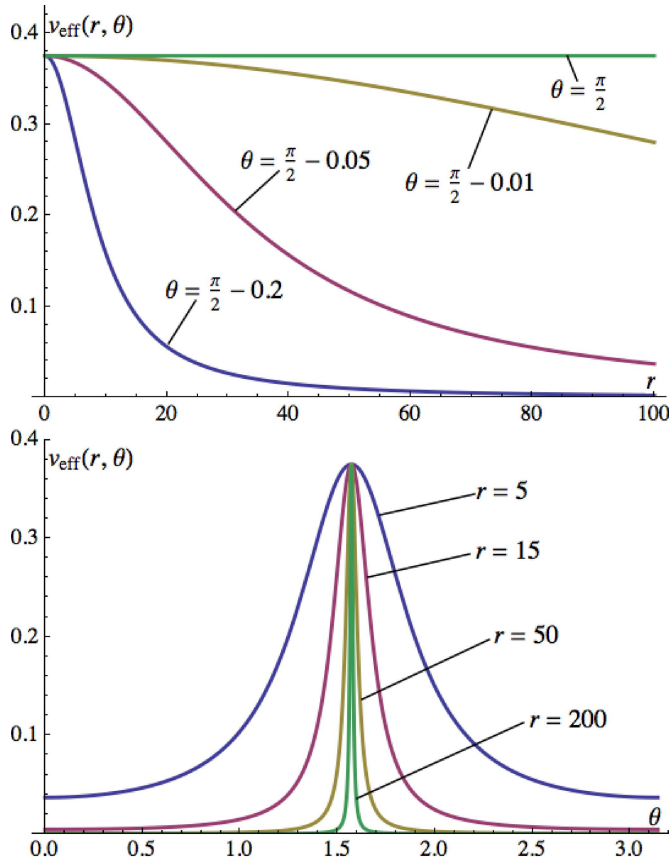 0.4
v_eff(r, θ)
θ = π/2
0.3
θ = π/2 − 0.05
θ = π/2 − 0.01
0.2
θ = π/2 − 0.2
0.1
r
0 20 40 60 80 100
0.4
v_eff(r, θ)
r = 5
0.3
r = 15
0.2
r = 50
r = 200
0.1
θ
0.0 0.5 1.0 1.5 2.0 2.5 3.0